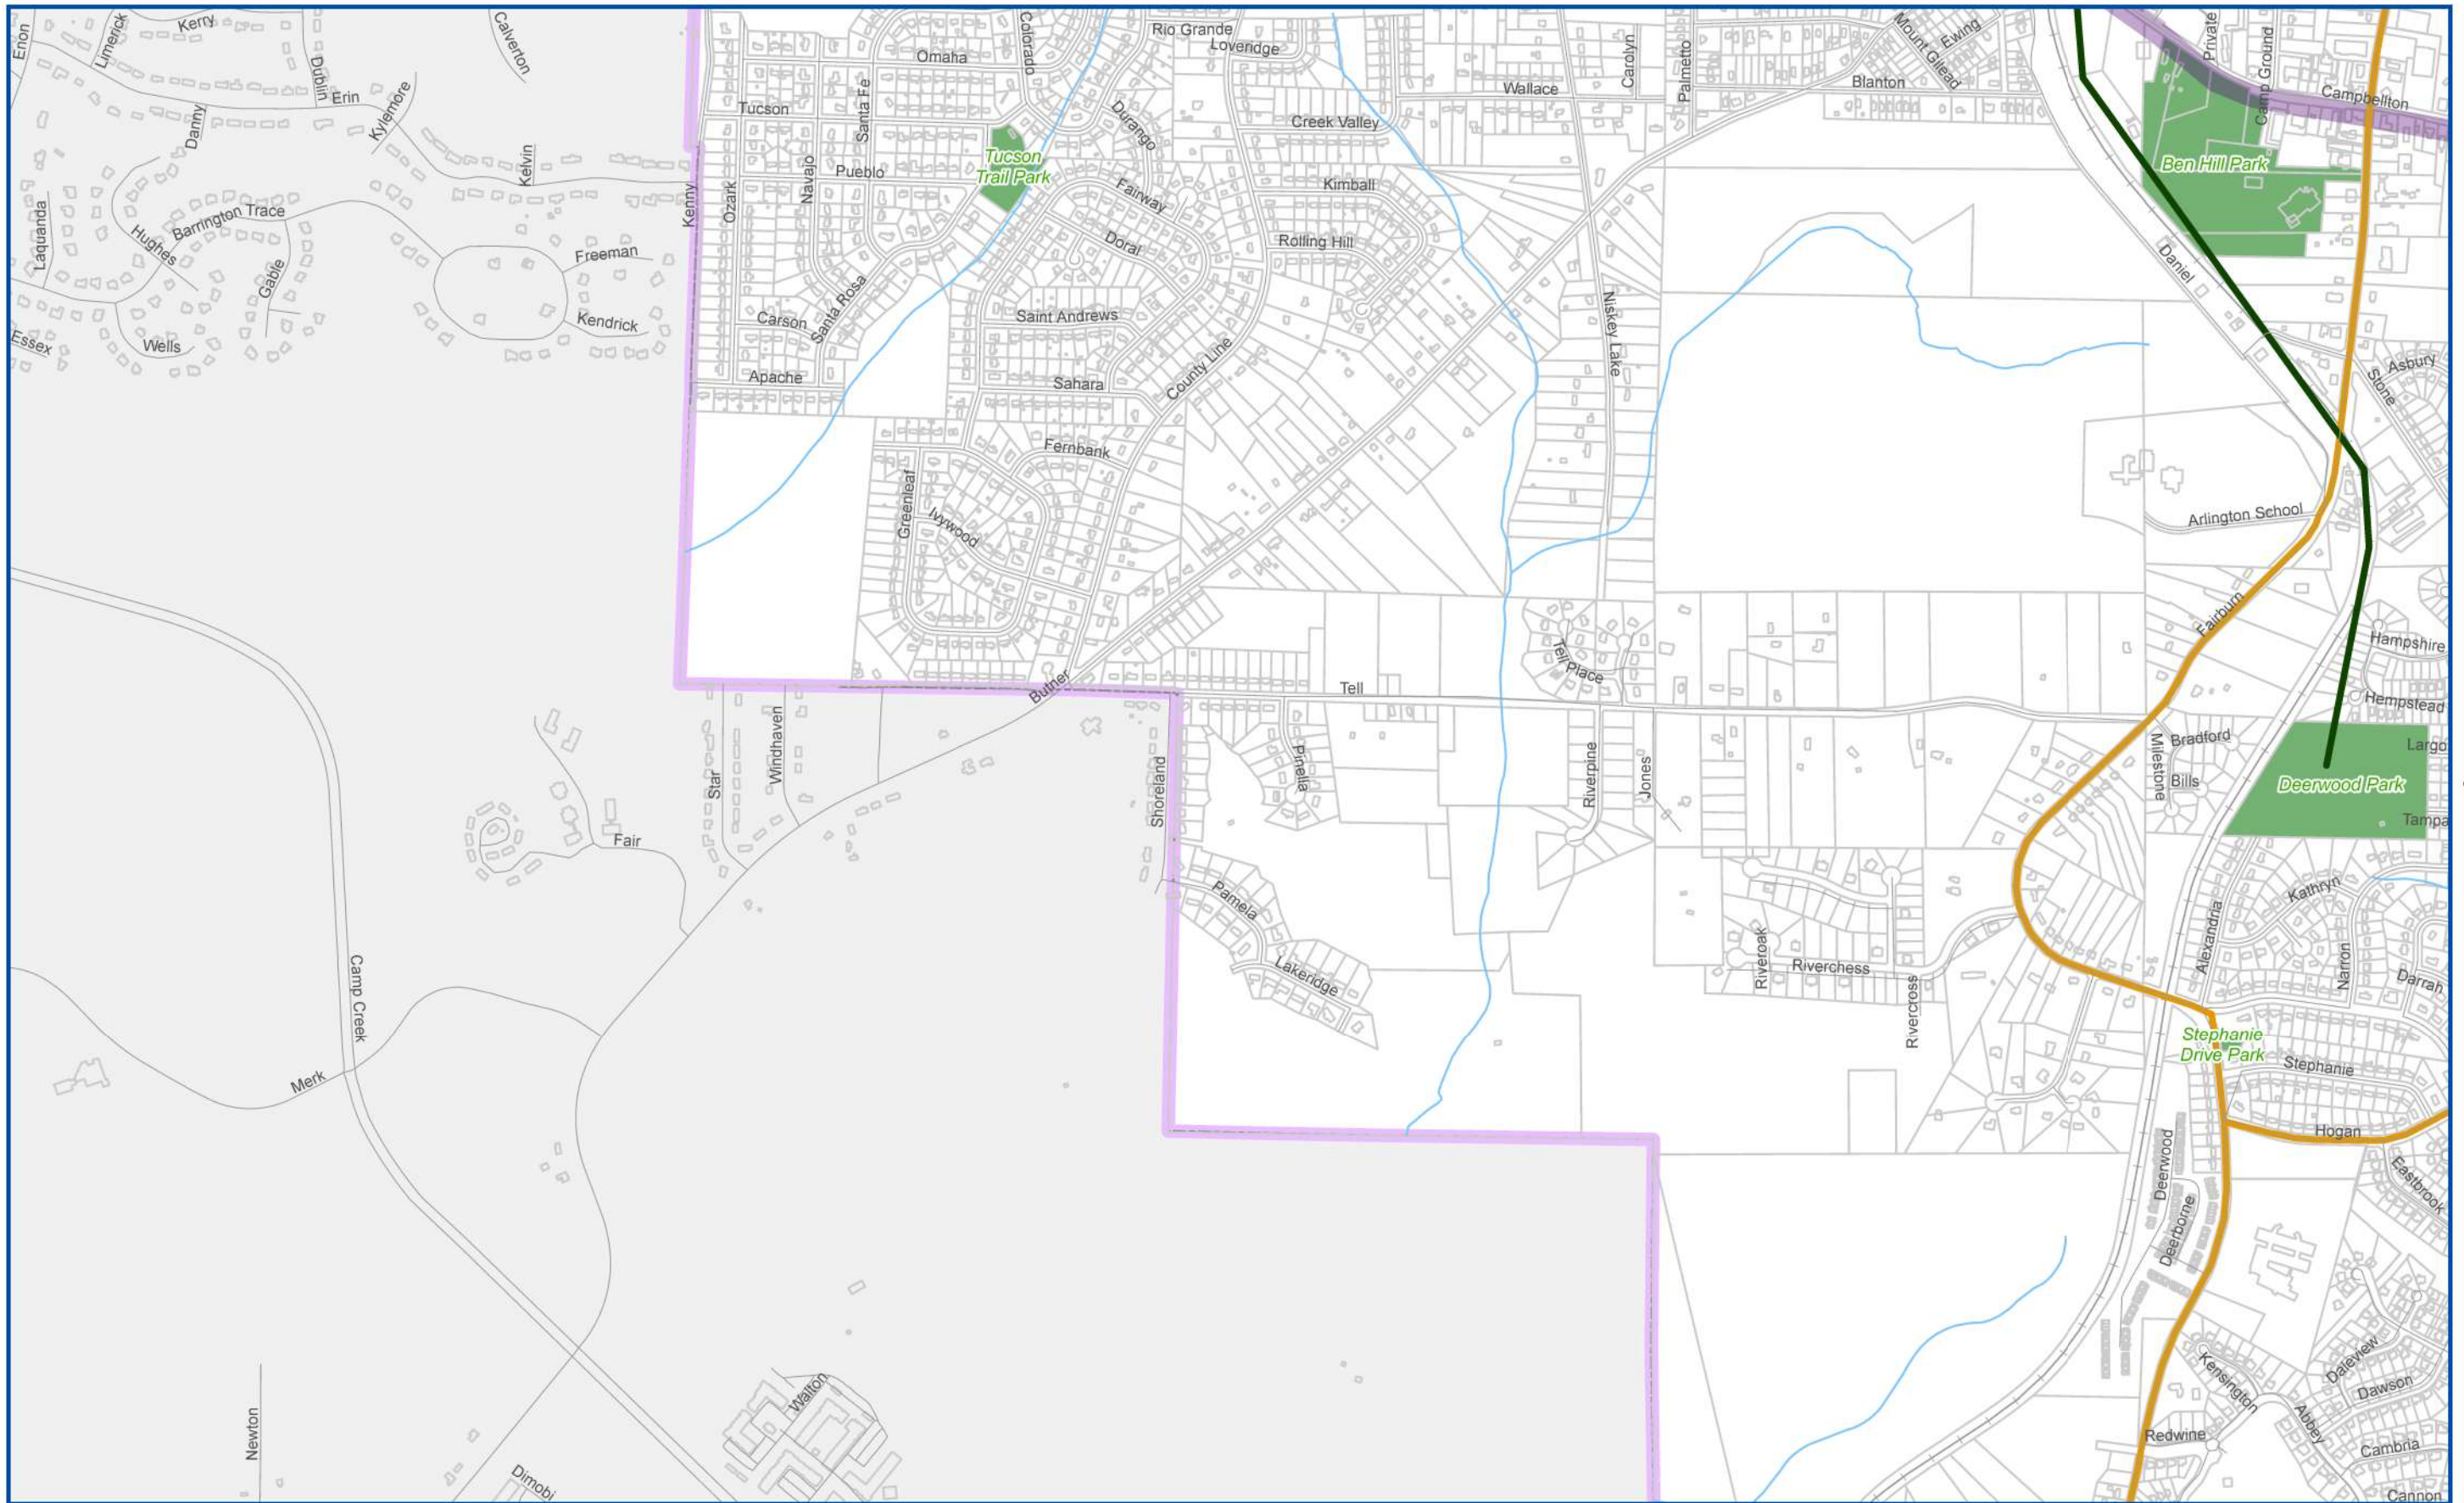 Enon
Limerick
Kerry
Calverton
Colorado
Rio Grande
Loveridge
Omaha
Dublin
Erin
Kylemore
Danny
Tucson
Santa Fe
Durango
Wallace
Carolyn
Palmetto
Mount Gilead
Ewing
Blanton
Private
Camp Ground
Campbellton
Creek Valley
Kelvin
Navajo
Pueblo
Tucson
Trail Park
Fairway
Kimball
Ben Hill Park
Kenny
Ozark
Laquanda
Barrington Trace
Hughes
Gable
Freeman
Doral
Rolling Hill
Daniel
Santa Rosa
Carson
Saint Andrews
Niskey Lake
Kendrick
Essex
Wells
Apache
Sahara
County Line
Asbury
Stone
Fernbank
Greenleaf
Ivywood
Arlington School
Fairburn
Hampshire
Tell Place
Butner
Tell
Hempstead
Star
Windhaven
Shoreland
Pinella
Riverpine
Jones
Milestone
Bradford
Bills
Largo
Deerwood Park
Tampa
Fair
Pamela
Kathryn
Alexandria
Narron
Darrah
Lakeridge
Riveroak
Riverchess
Rivercross
Camp Creek
Merk
Stephanie
Drive Park
Stephanie
Hogan
Deerwood
Deerborne
Eastbrook
Daleview
Dawson
Kensington
Abbey
Redwine
Cambria
Cannon
Walton
Newton
Dimobi